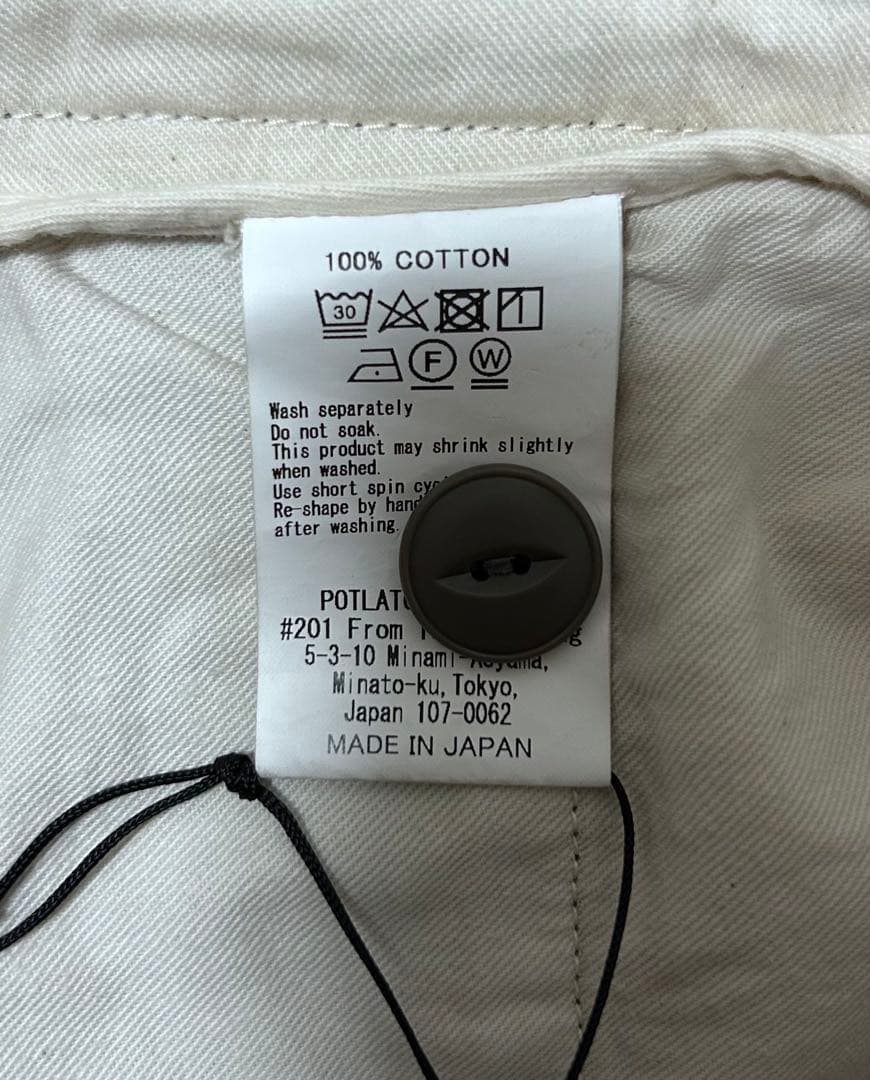 100% COTTON
30
F W
Wash separately
Do not soak.
This product may shrink slightly
when washed.
Use short spin
Re-shape by hand
after washing.
#201 From
5-3-10 Minami-Aoyama,
Minato-ku, Tokyo,
Japan 107-0062
MADE IN JAPAN